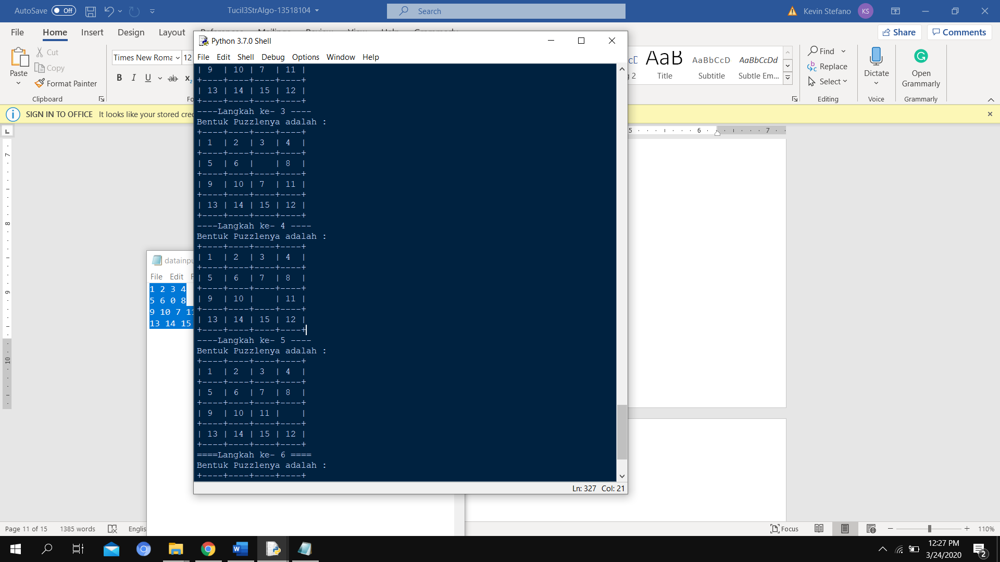 AutoSave Off Tucil3StrAlgo-13518104 Search Kevin Stefano KS
File Home Insert Design Layout
Share Comments
Python 3.7.0 Shell
File Edit Shell Debug Options Window Help
Cut
Copy
Format Painter
Paste
Clipboard
Times New Roma 12
B I U ab x2
AaB AaBbCcD AaBbCcDd
Title Subtitle Subtle Em...
Find
Replace
Select
Editing
Dictate
Voice
Open
Grammarly
Grammarly
SIGN IN TO OFFICE It looks like your stored
5 6 7
7
8
9
10
| 9 | 10 | 7 | 11 |
+----+----+----+----+
| 13 | 14 | 15 | 12 |
+----+----+----+----+
----Langkah ke- 3 ----
Bentuk Puzzlenya adalah :
+----+----+----+----+
| 1 | 2 | 3 | 4 |
+----+----+----+----+
| 5 | 6 | | 8 |
+----+----+----+----+
| 9 | 10 | 7 | 11 |
+----+----+----+----+
| 13 | 14 | 15 | 12 |
+----+----+----+----+
----Langkah ke- 4 ----
Bentuk Puzzlenya adalah :
+----+----+----+----+
| 1 | 2 | 3 | 4 |
+----+----+----+----+
| 5 | 6 | 7 | 8 |
+----+----+----+----+
| 9 | 10 | | 11 |
+----+----+----+----+
| 13 | 14 | 15 | 12 |
+----+----+----+----+
----Langkah ke- 5 ----
Bentuk Puzzlenya adalah :
+----+----+----+----+
| 1 | 2 | 3 | 4 |
+----+----+----+----+
| 5 | 6 | 7 | 8 |
+----+----+----+----+
| 9 | 10 | 11 | |
+----+----+----+----+
| 13 | 14 | 15 | 12 |
+----+----+----+----+
====Langkah ke- 6 ====
Bentuk Puzzlenya adalah :
+----+----+----+----+
Ln: 327 Col: 21
datainpu
File Edit
1 2 3 4
5 6 0 8
9 10 7 11
13 14 15
Page 11 of 15 1385 words Englis
Focus 110%
12:27 PM
3/24/2020
2